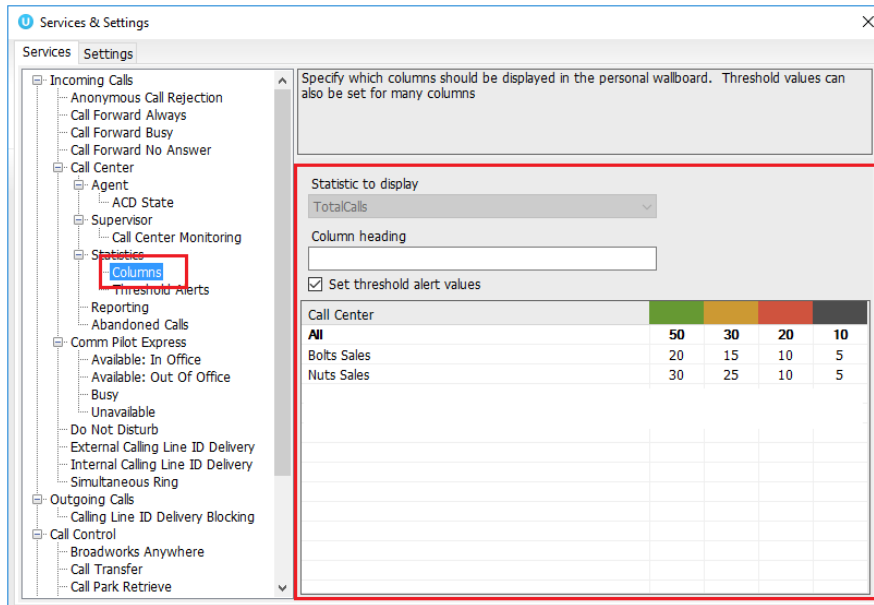 U Services & Settings
Services Settings
Incoming Calls
Anonymous Call Rejection
Call Forward Always
Call Forward Busy
Call Forward No Answer
Call Center
Agent
ACD State
Supervisor
Call Center Monitoring
Statistics
Columns
Threshold Alerts
Reporting
Abandoned Calls
Comm Pilot Express
Available: In Office
Available: Out Of Office
Busy
Unavailable
Do Not Disturb
External Calling Line ID Delivery
Internal Calling Line ID Delivery
Simultaneous Ring
Outgoing Calls
Calling Line ID Delivery Blocking
Call Control
Broadworks Anywhere
Call Transfer
Call Park Retrieve
Specify which columns should be displayed in the personal wallboard. Threshold values can
also be set for many columns
Statistic to display
TotalCalls
Column heading
Set threshold alert values
Call Center
All 50 30 20 10
Bolts Sales 20 15 10 5
Nuts Sales 30 25 10 5